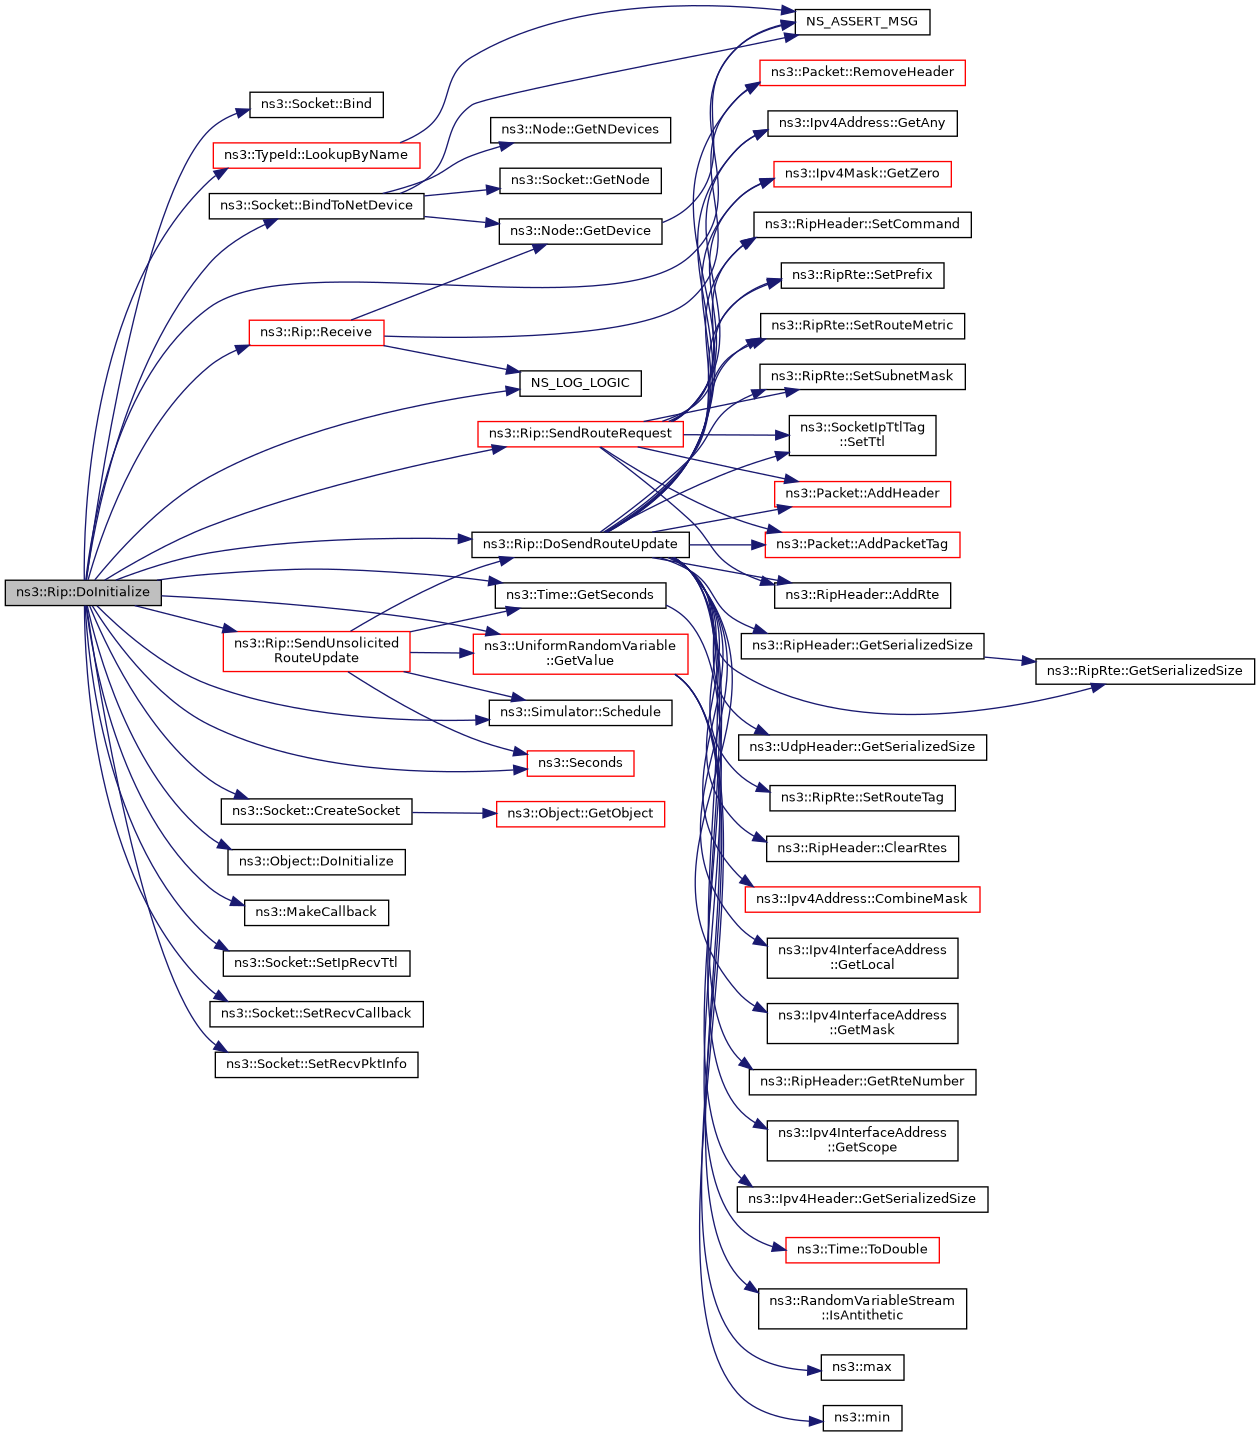 ns3::Rip::DoInitialize
ns3::Socket::Bind
ns3::TypeId::LookupByName
ns3::Socket::BindToNetDevice
ns3::Rip::Receive
ns3::Node::GetNDevices
ns3::Socket::GetNode
ns3::Node::GetDevice
NS_LOG_LOGIC
ns3::Rip::SendRouteRequest
ns3::Rip::DoSendRouteUpdate
ns3::Time::GetSeconds
ns3::Rip::SendUnsolicited
RouteUpdate
ns3::UniformRandomVariable
::GetValue
ns3::Simulator::Schedule
ns3::Seconds
ns3::Socket::CreateSocket
ns3::Object::GetObject
ns3::Object::DoInitialize
ns3::MakeCallback
ns3::Socket::SetIpRecvTtl
ns3::Socket::SetRecvCallback
ns3::Socket::SetRecvPktInfo
NS_ASSERT_MSG
ns3::Packet::RemoveHeader
ns3::Ipv4Address::GetAny
ns3::Ipv4Mask::GetZero
ns3::RipHeader::SetCommand
ns3::RipRte::SetPrefix
ns3::RipRte::SetRouteMetric
ns3::RipRte::SetSubnetMask
ns3::SocketIpTtlTag
::SetTtl
ns3::Packet::AddHeader
ns3::Packet::AddPacketTag
ns3::RipHeader::AddRte
ns3::RipHeader::GetSerializedSize
ns3::RipRte::GetSerializedSize
ns3::UdpHeader::GetSerializedSize
ns3::RipRte::SetRouteTag
ns3::RipHeader::ClearRtes
ns3::Ipv4Address::CombineMask
ns3::Ipv4InterfaceAddress
::GetLocal
ns3::Ipv4InterfaceAddress
::GetMask
ns3::RipHeader::GetRteNumber
ns3::Ipv4InterfaceAddress
::GetScope
ns3::Ipv4Header::GetSerializedSize
ns3::Time::ToDouble
ns3::RandomVariableStream
::IsAntithetic
ns3::max
ns3::min